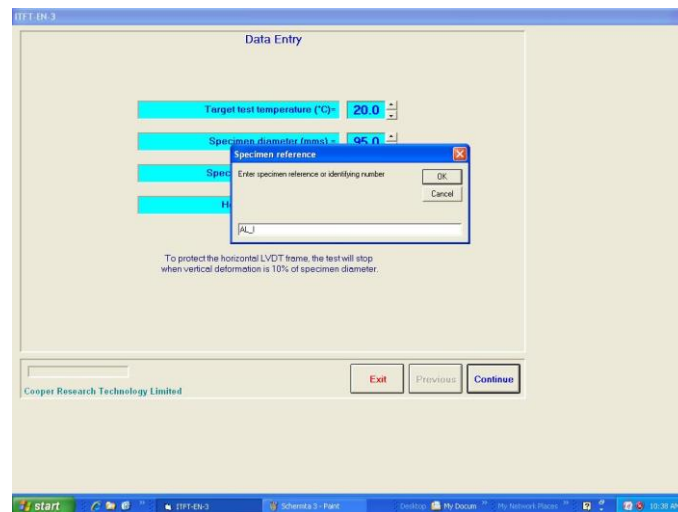 ITFT-EN-3
Data Entry
Target test temperature (°C)= 20.0
Specimen diameter (mms) = 95.0
Spec
Specimen reference
Enter specimen reference or identifying number
OK
Cancel
AL_I
To protect the horizontal LVDT frame, the test will stop
when vertical deformation is 10% of specimen diameter.
Exit Previous Continue
Cooper Research Technology Limited
start ITFT-EN-3 Schermta 3 - Paint Desktop My Docum My Network Places 10:38 AM